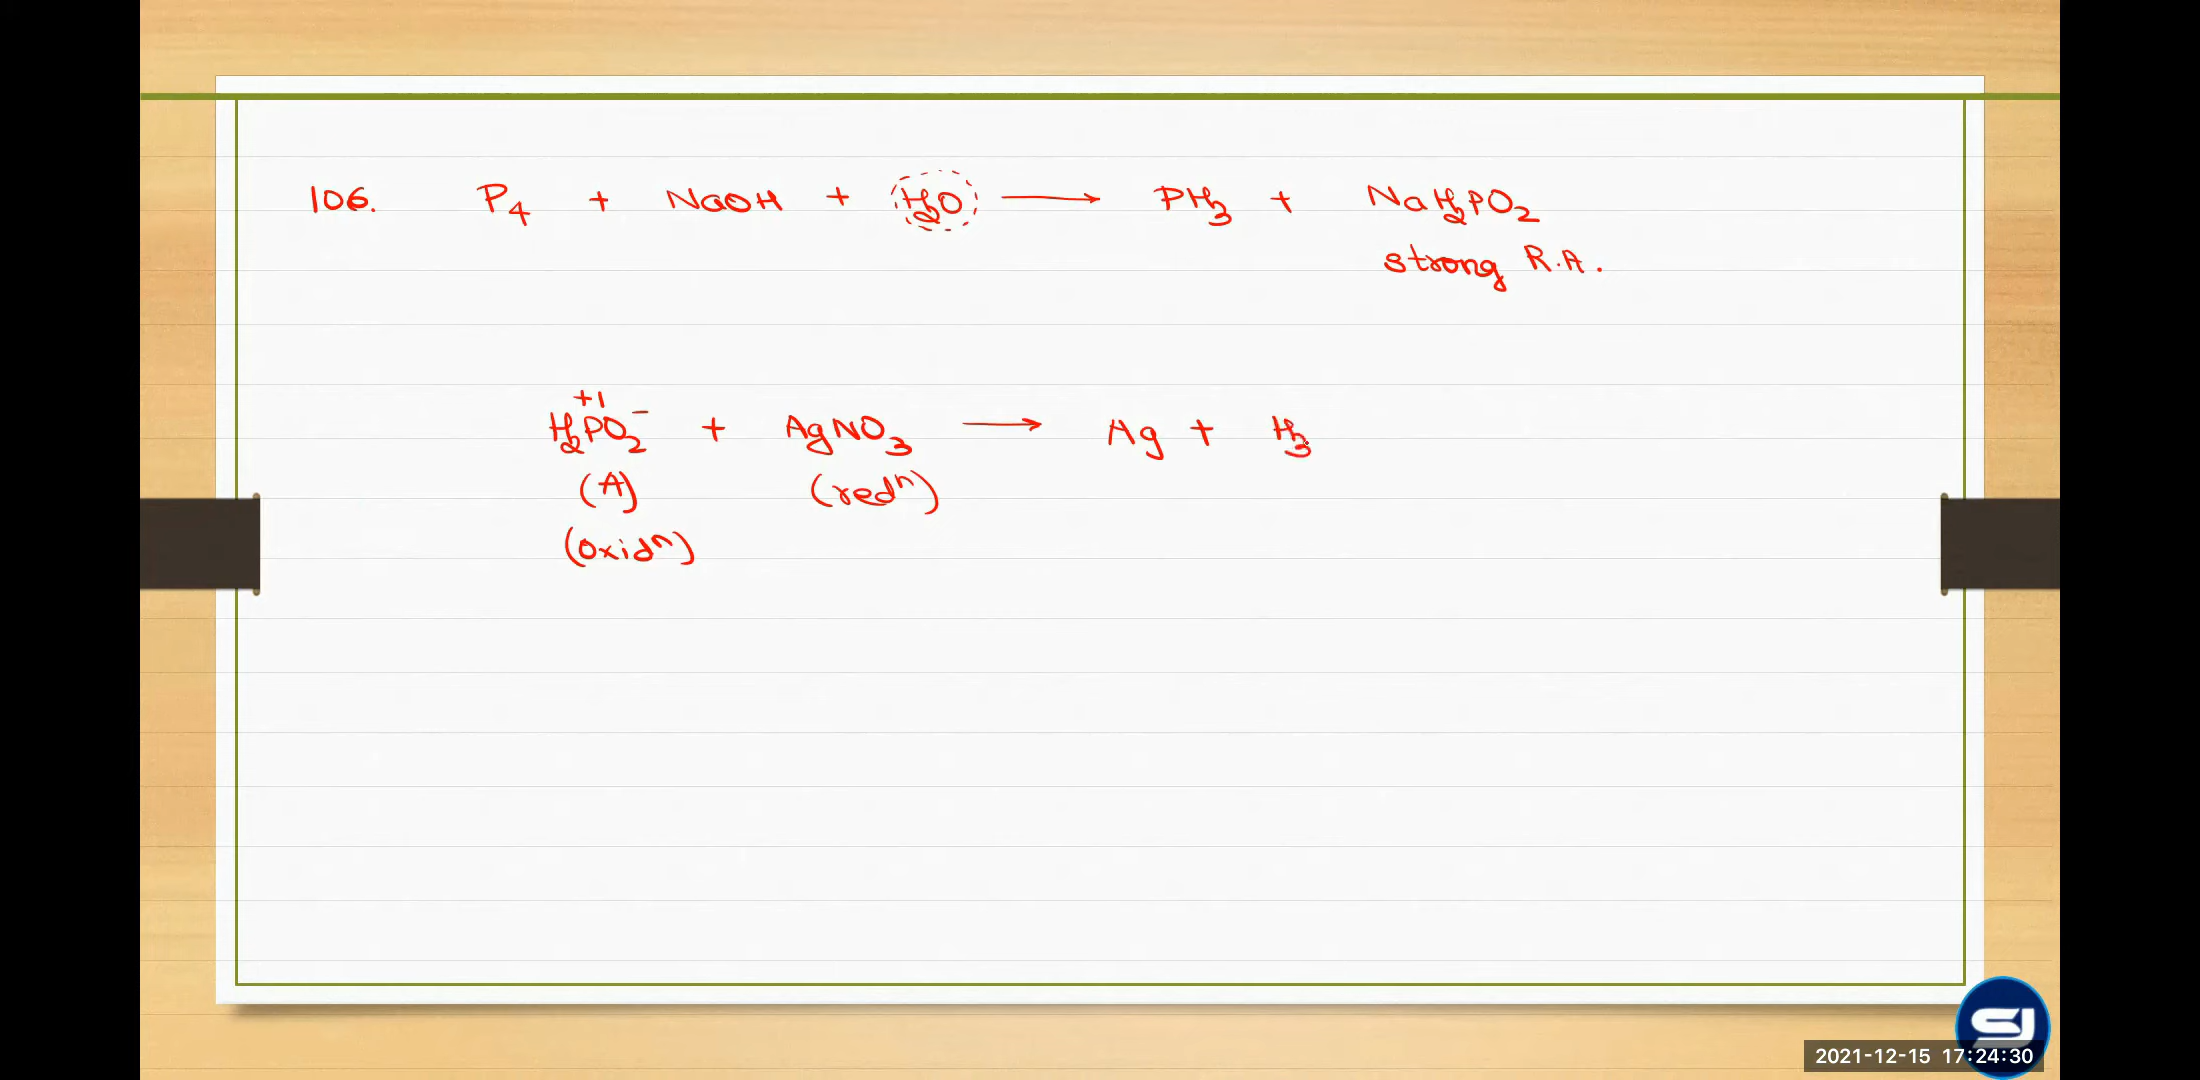 106. P4 + NaOH + H2O ⟶ PH3 + NaH2PO2
strong R.A.
+1
H2PO2⁻ + AgNO3 ⟶ Ag + H3
(A) (redⁿ)
(oxidⁿ)
SJ
2021-12-15 17:24:30